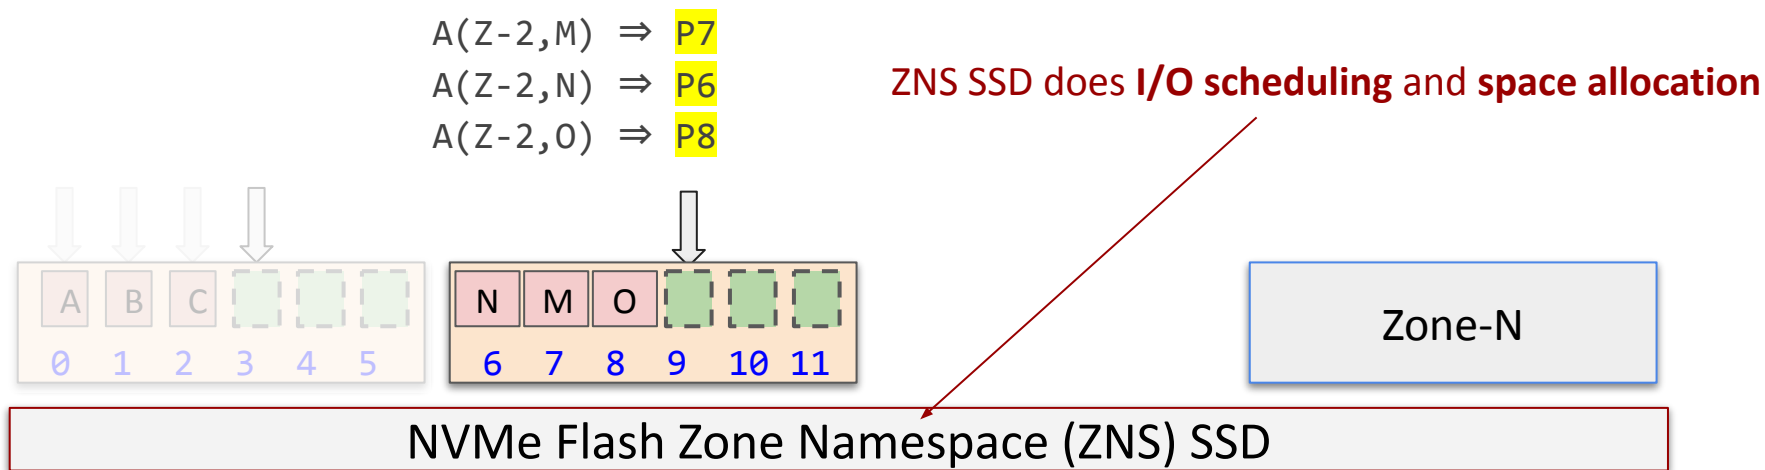 A(Z-2,M) ⇒ P7
A(Z-2,N) ⇒ P6
A(Z-2,O) ⇒ P8
ZNS SSD does I/O scheduling and space allocation
A B C
0 1 2 3 4 5
N M O
6 7 8 9 10 11
Zone-N
NVMe Flash Zone Namespace (ZNS) SSD